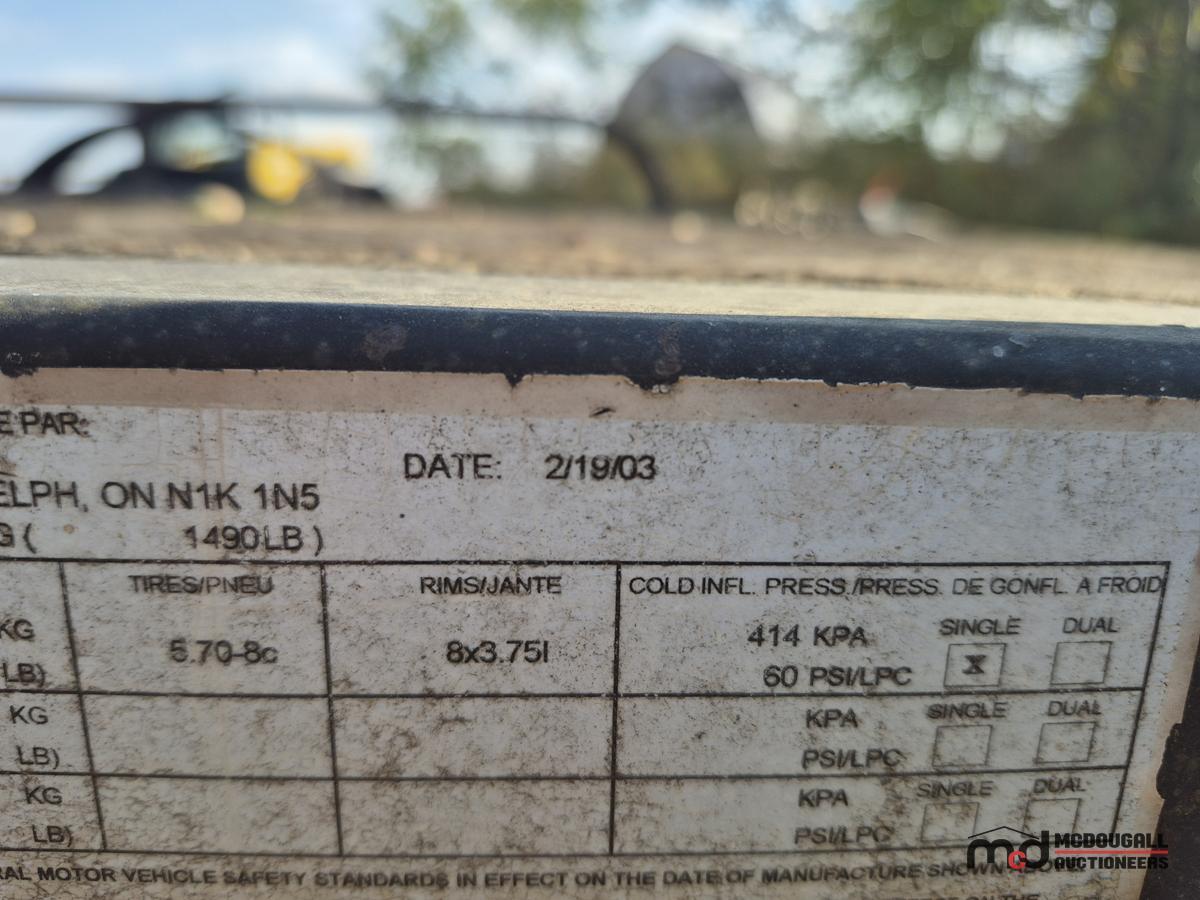 E PAR:
DATE: 2/19/03
ELPH, ON N1K 1N5
G ( 1490LB )
TIRES/PNEU RIMS/JANTE COLD INFL. PRESS./PRESS. DE GONFL. A FROID
KG 5.70-8c 8x3.75I 414 KPA SINGLE DUAL
LB) 60 PSI/LPC X
KG KPA SINGLE DUAL
LB) PSI/LPC
KG KPA SINGLE DUAL
LB) PSI/LPC
RAL MOTOR VEHICLE SAFETY STANDARDS IN EFFECT ON THE DATE OF MANUFACTURE SHOWN ABOVE.
mcd MCDOUGALL
AUCTIONEERS